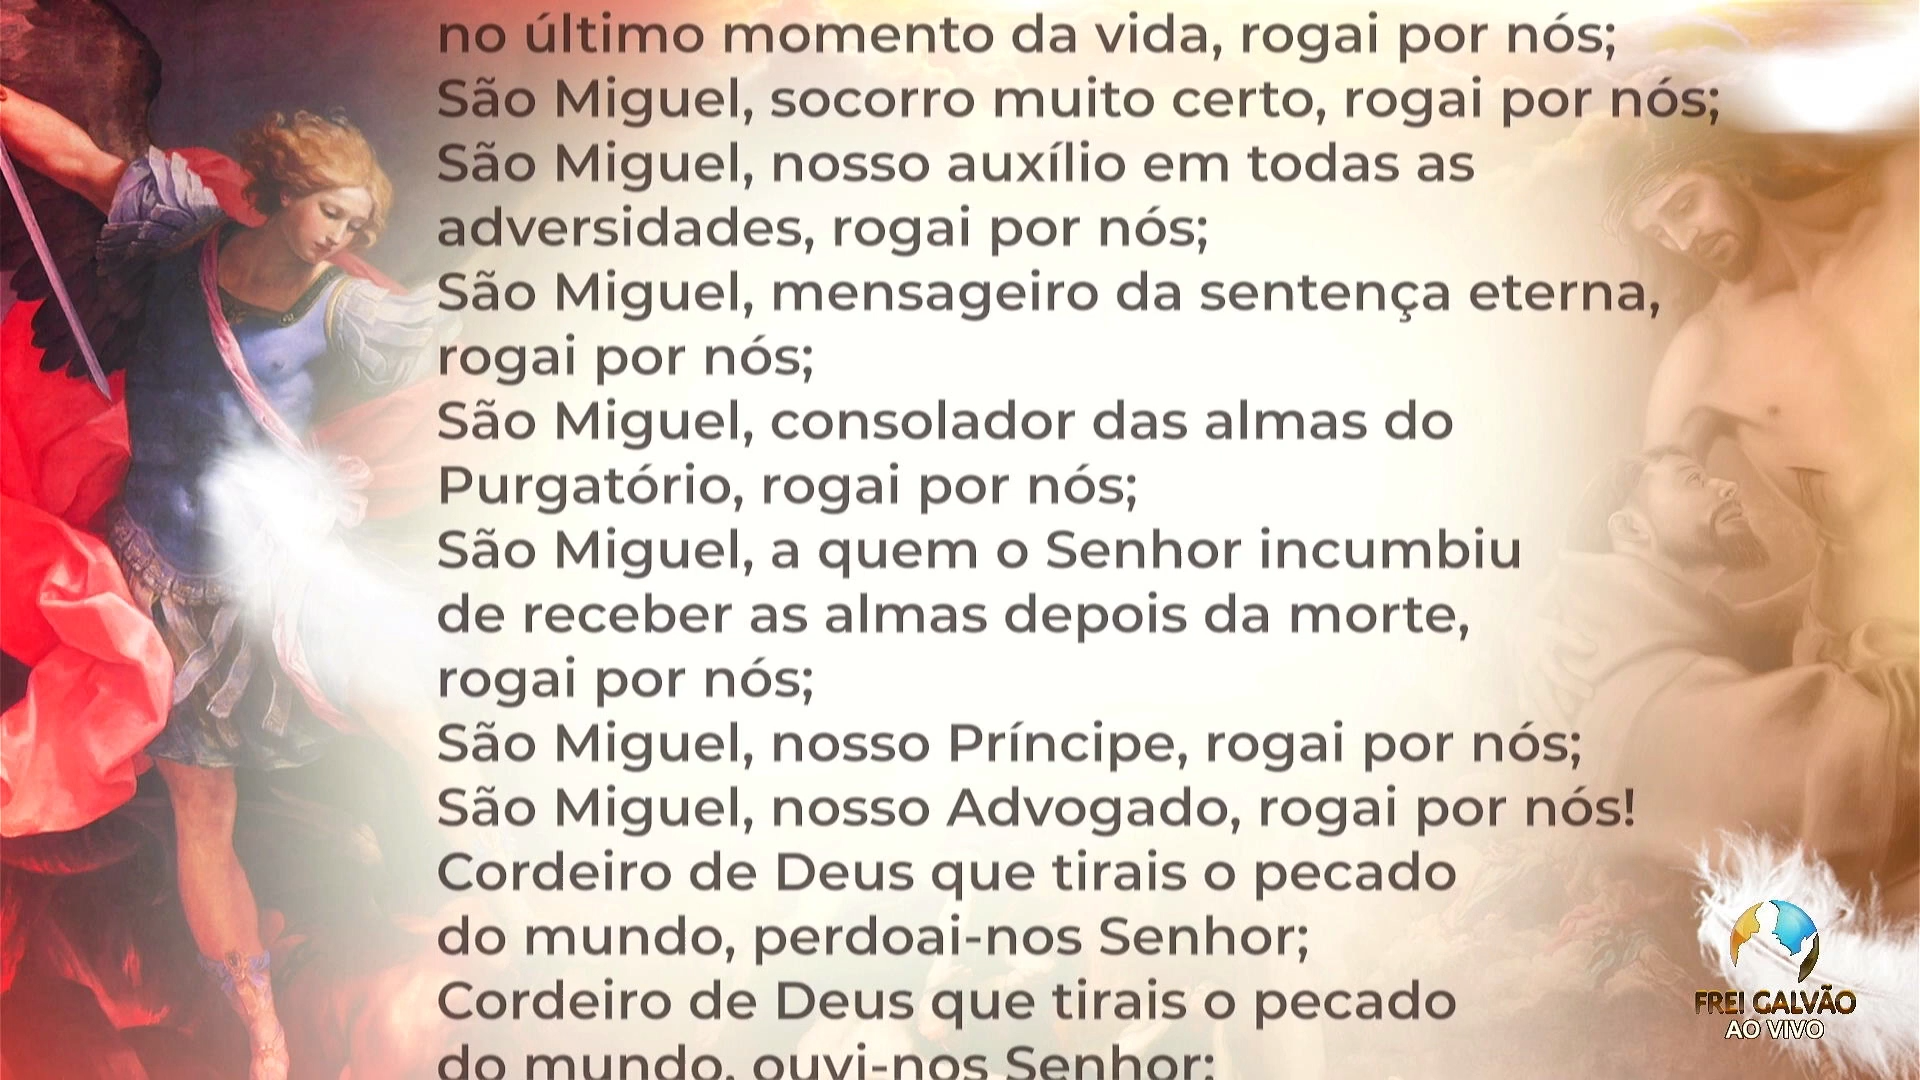 no último momento da vida, rogai por nós;
São Miguel, socorro muito certo, rogai por nós;
São Miguel, nosso auxílio em todas as
adversidades, rogai por nós;
São Miguel, mensageiro da sentença eterna,
rogai por nós;
São Miguel, consolador das almas do
Purgatório, rogai por nós;
São Miguel, a quem o Senhor incumbiu
de receber as almas depois da morte,
rogai por nós;
São Miguel, nosso Príncipe, rogai por nós;
São Miguel, nosso Advogado, rogai por nós!
Cordeiro de Deus que tirais o pecado
do mundo, perdoai-nos Senhor;
Cordeiro de Deus que tirais o pecado
do mundo, ouvi-nos Senhor;
FREI GALVÃO
AO VIVO